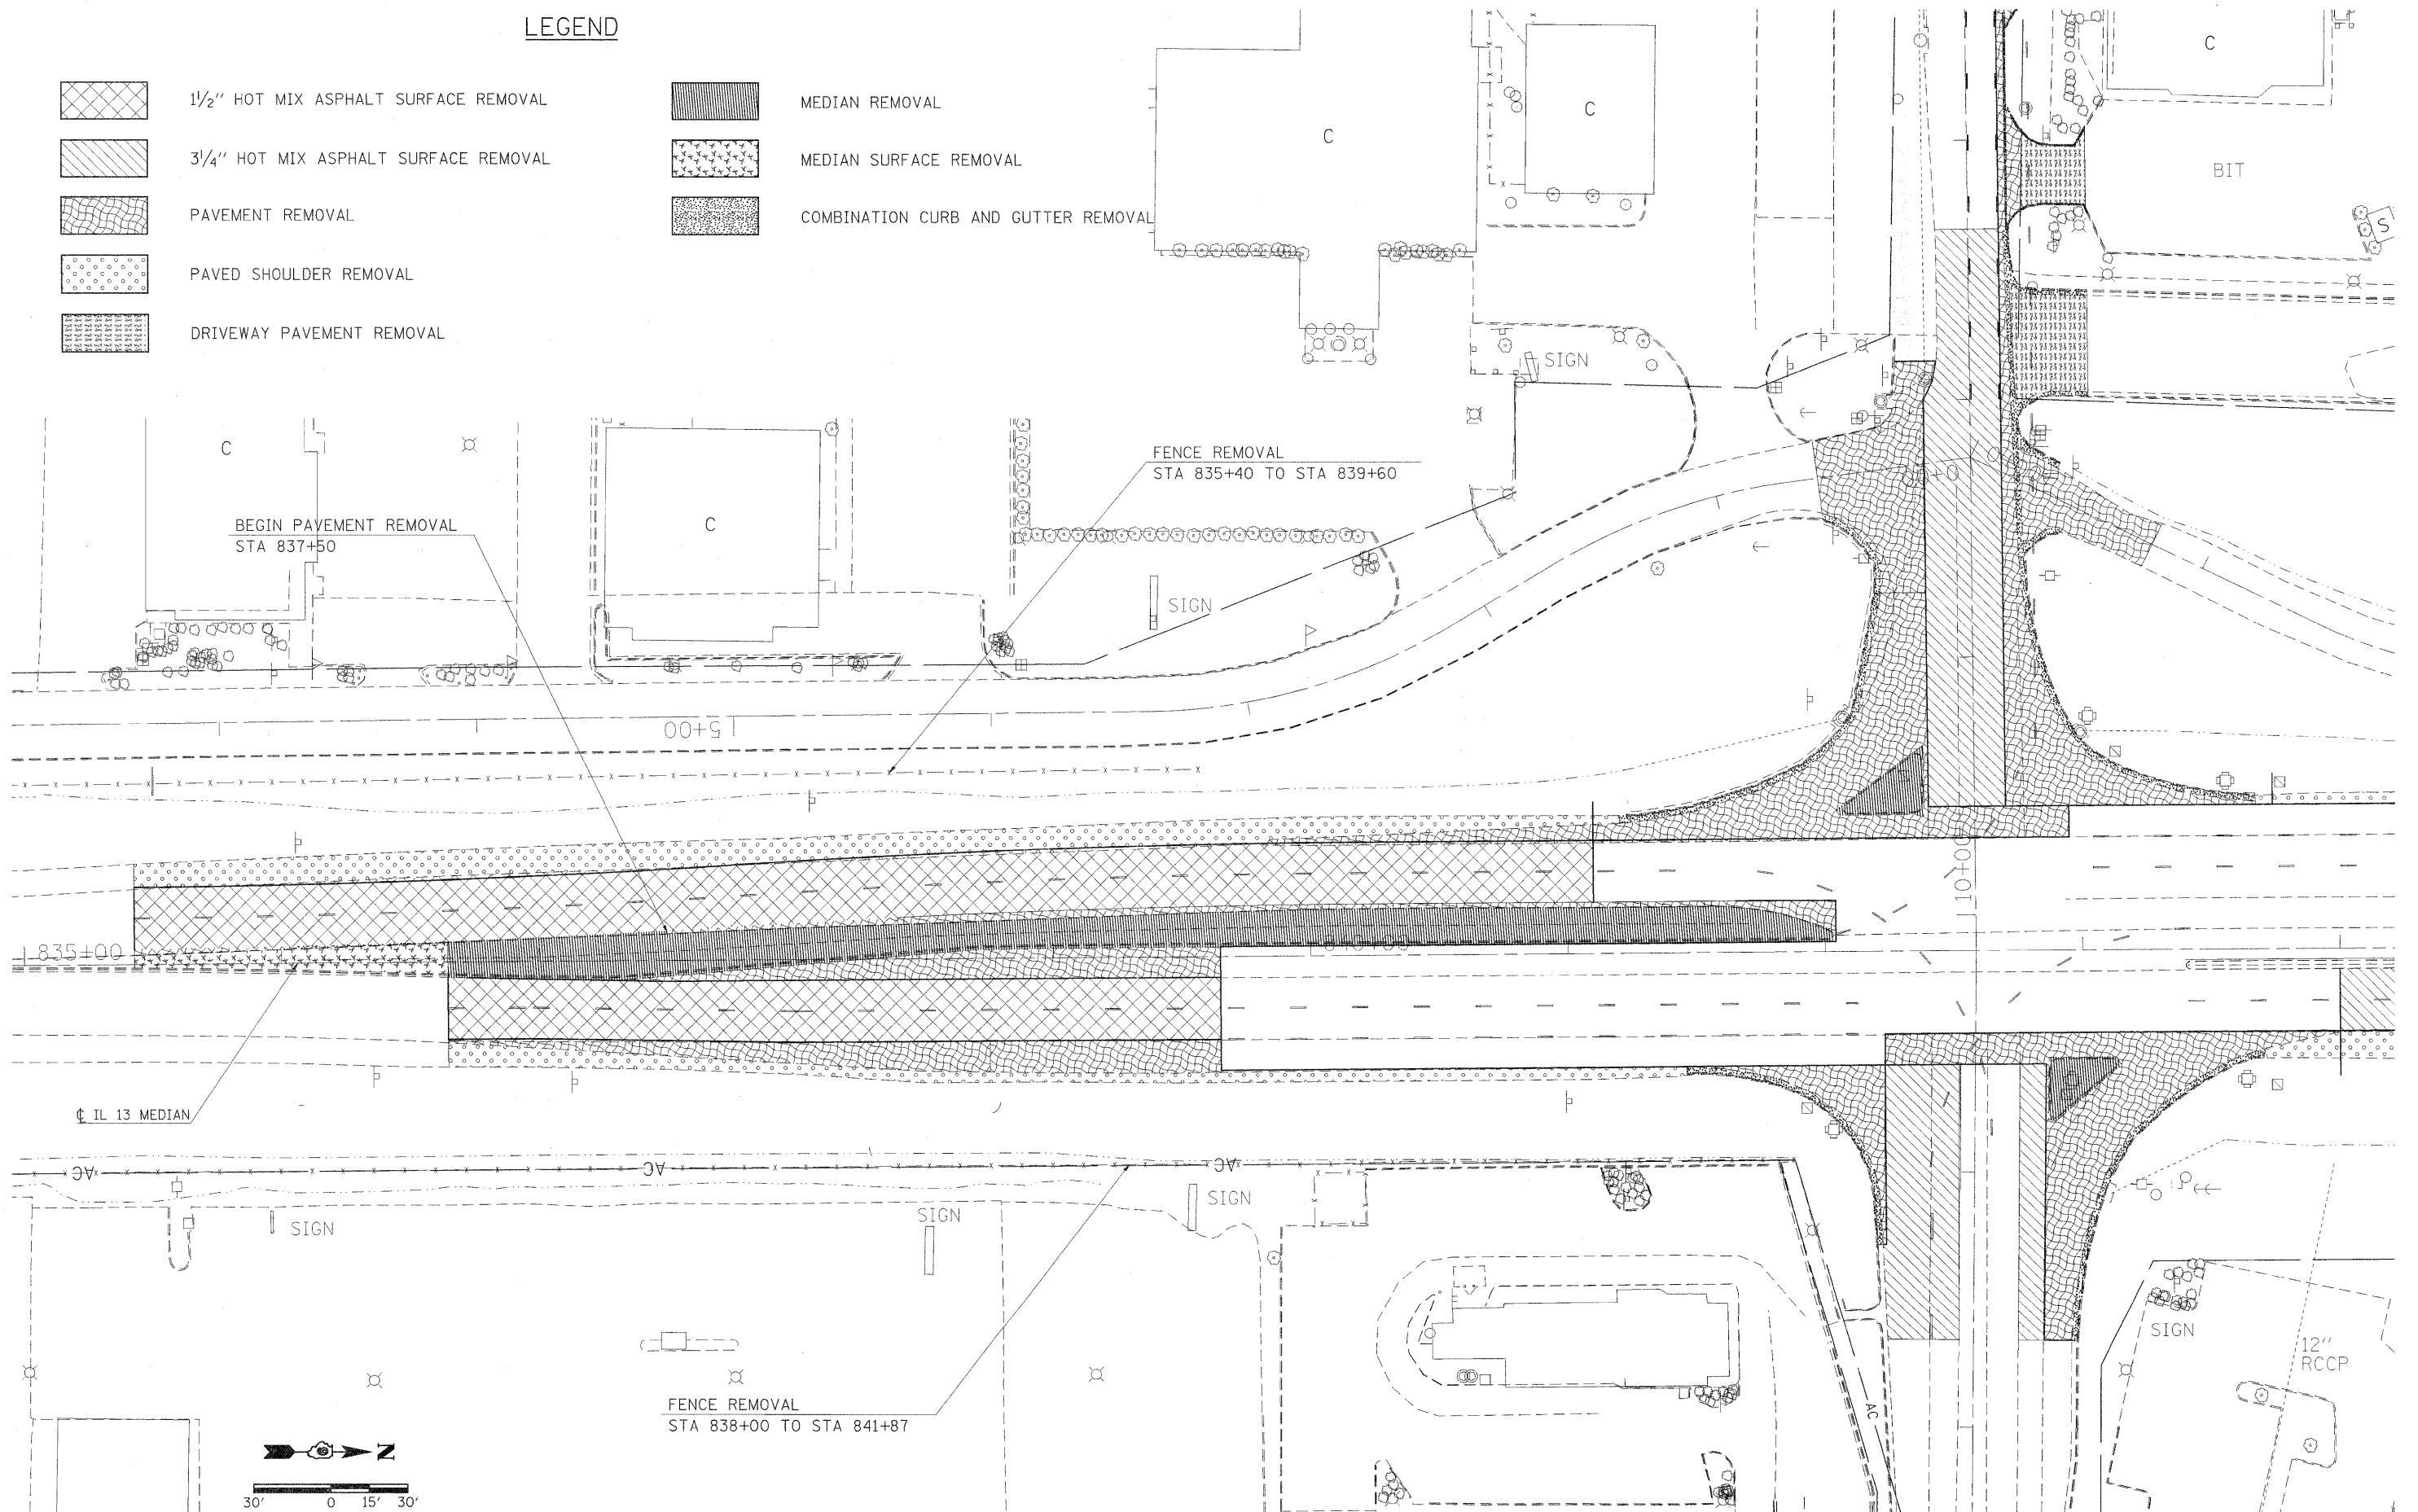 LEGEND
1 1/2" HOT MIX ASPHALT SURFACE REMOVAL
3 1/4" HOT MIX ASPHALT SURFACE REMOVAL
PAVEMENT REMOVAL
PAVED SHOULDER REMOVAL
DRIVEWAY PAVEMENT REMOVAL
MEDIAN REMOVAL
MEDIAN SURFACE REMOVAL
COMBINATION CURB AND GUTTER REMOVAL
C
C
C
BIT
S
SIGN
C
C
FENCE REMOVAL
STA 835+40 TO STA 839+60
BEGIN PAVEMENT REMOVAL
STA 837+50
SIGN
15+00
10+00
835+00
℄ IL 13 MEDIAN
AC
AC
AC
SIGN
SIGN
SIGN
FENCE REMOVAL
STA 838+00 TO STA 841+87
AC
SIGN
12"
RCCP
N
30' 0 15' 30'